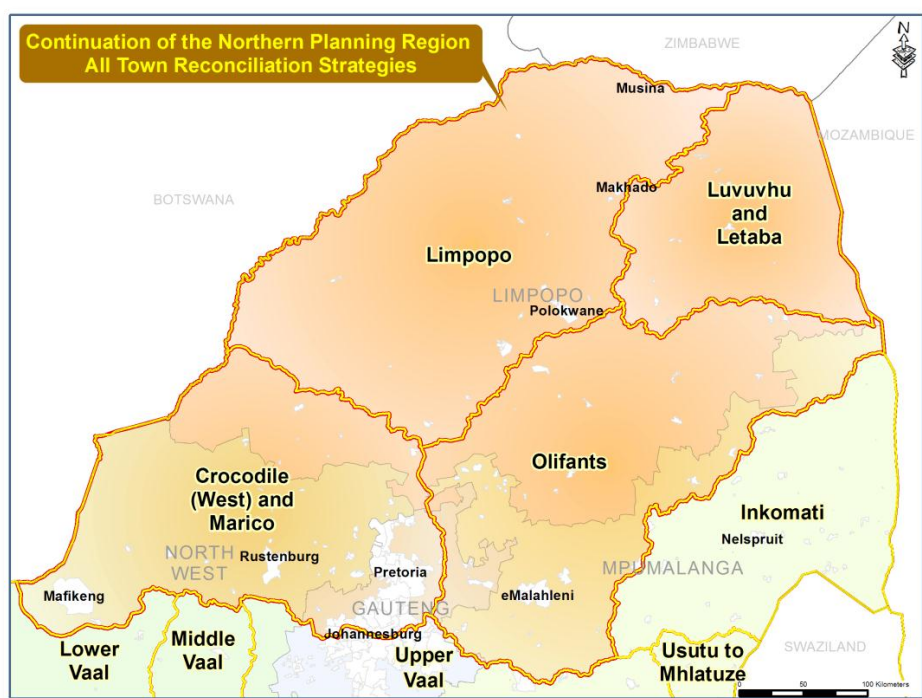 Continuation of the Northern Planning Region
All Town Reconciliation Strategies
ZIMBABWE
N
Musina
MOZAMBIQUE
Makhado
Luvuvhu
and
Letaba
BOTSWANA
Limpopo
LIMPOPO
Polokwane
Olifants
Crocodile
(West) and
Marico
Inkomati
Nelspruit
NORTH
WEST
Rustenburg
Pretoria
MPUMALANGA
eMalahleni
Mafikeng
GAUTENG
Johannesburg
Lower
Vaal
Middle
Vaal
Upper
Vaal
Usutu to
Mhlatuze
SWAZILAND
0 50 100 Kilometers